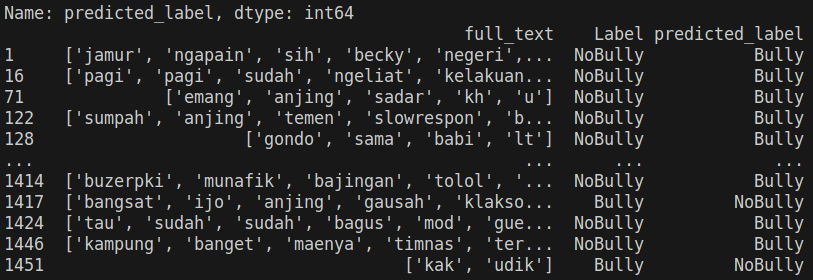 Name: predicted_label, dtype: int64
full_text Label predicted_label
1 ['jamur', 'ngapain', 'sih', 'becky', 'negeri',... NoBully Bully
16 ['pagi', 'pagi', 'sudah', 'ngeliat', 'kelakuan... NoBully Bully
71 ['emang', 'anjing', 'sadar', 'kh', 'u'] NoBully Bully
122 ['sumpah', 'anjing', 'temen', 'slowrespon', 'b... NoBully Bully
128 ['gondo', 'sama', 'babi', 'lt'] NoBully Bully
... ... ... ...
1414 ['buzerpki', 'munafik', 'bajingan', 'tolol', '... NoBully Bully
1417 ['bangsat', 'ijo', 'anjing', 'gausah', 'klakso... Bully NoBully
1424 ['tau', 'sudah', 'sudah', 'bagus', 'mod', 'gue... NoBully Bully
1446 ['kampung', 'banget', 'maenya', 'timnas', 'ter... NoBully Bully
1451 ['kak', 'udik'] Bully NoBully